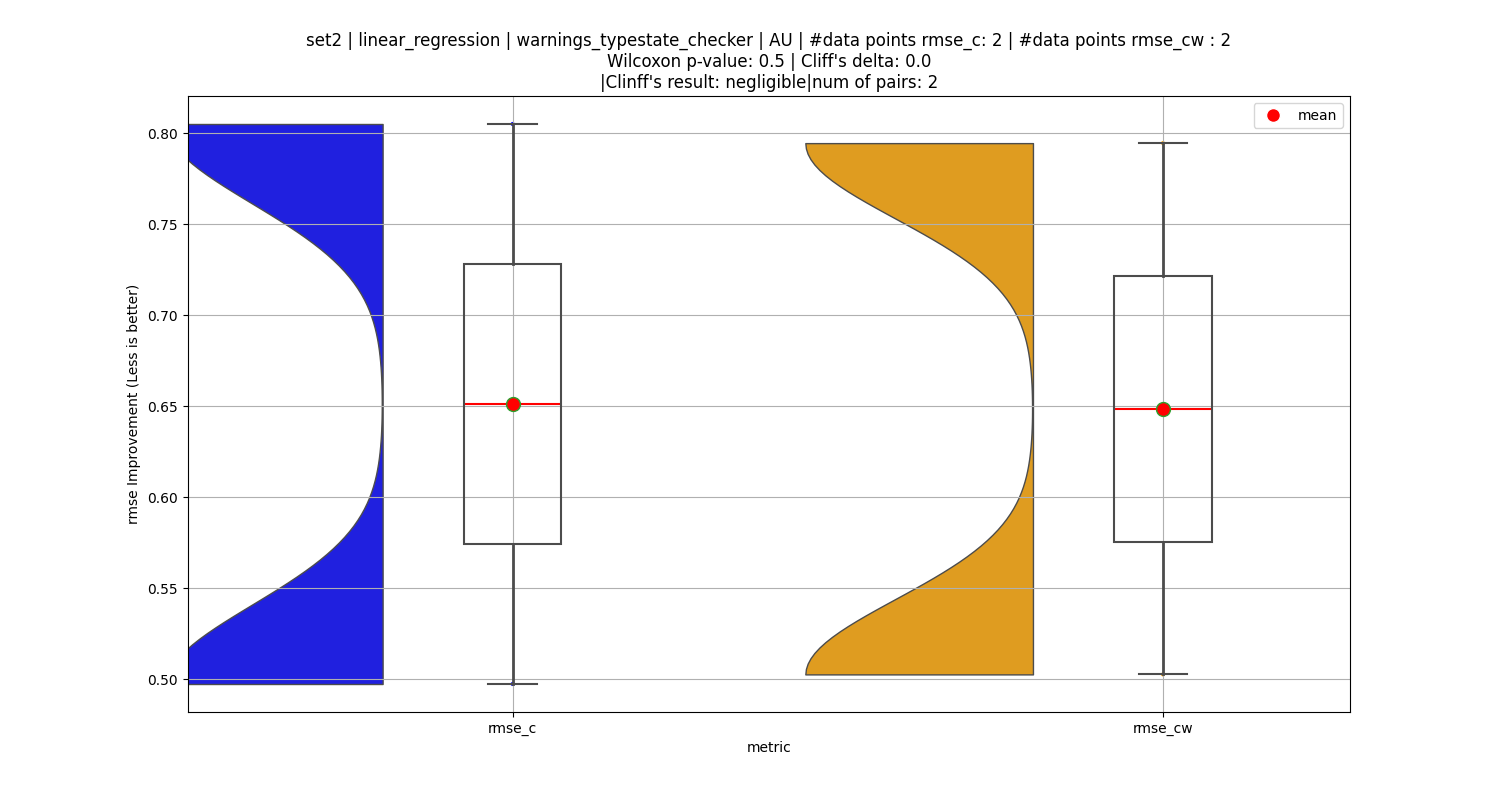 set2 | linear_regression | warnings_typestate_checker | AU | #data points rmse_c: 2 | #data points rmse_cw : 2
Wilcoxon p-value: 0.5 | Cliff's delta: 0.0
|Clinff's result: negligible|num of pairs: 2
mean
rmse Improvement (Less is better)
0.80
0.75
0.70
0.65
0.60
0.55
0.50
rmse_c
rmse_cw
metric